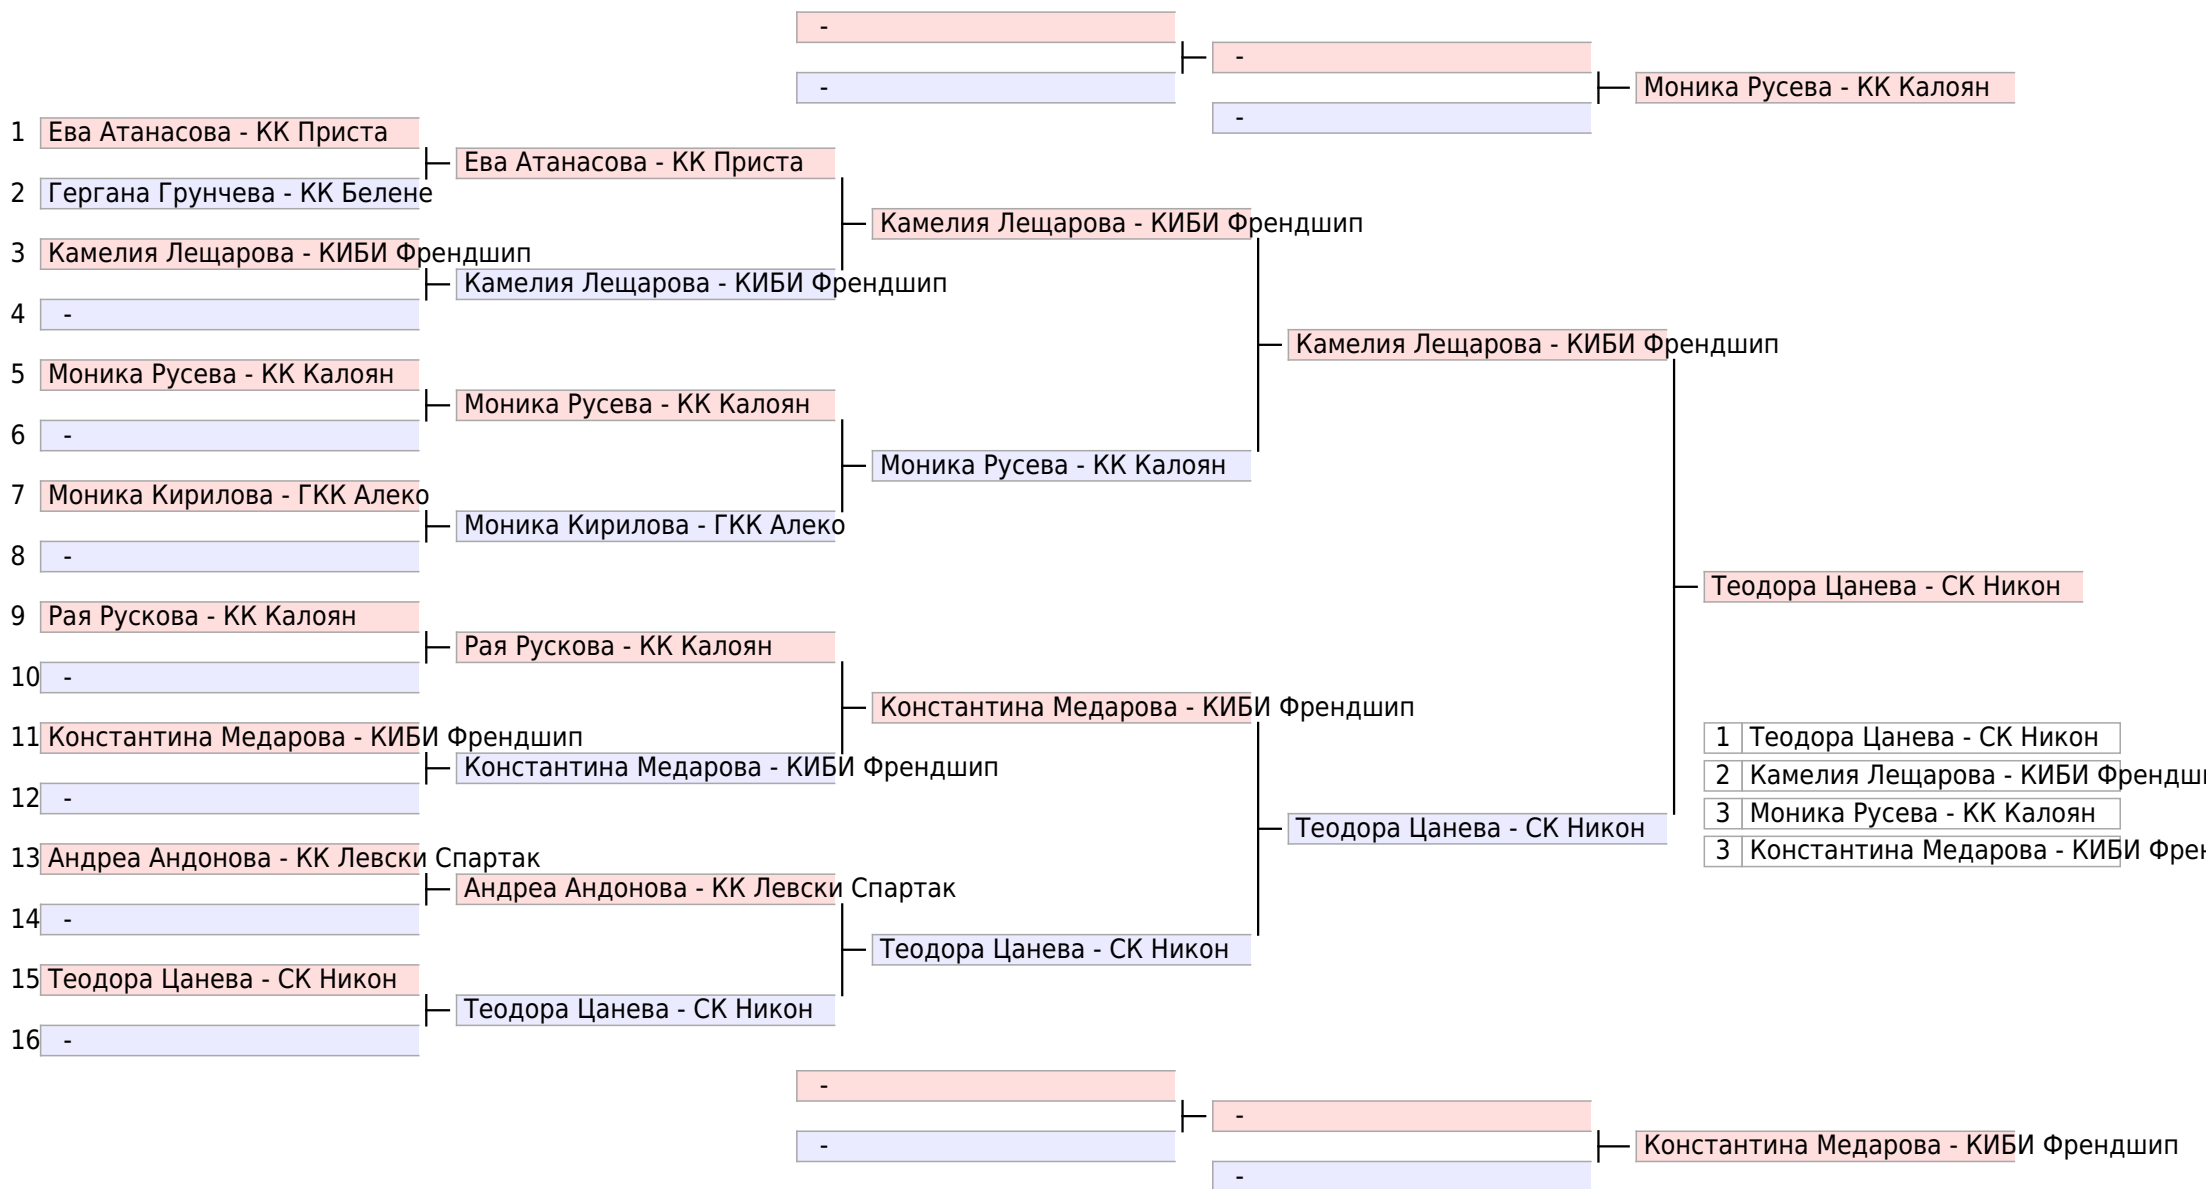 -
-
-
-
Моника Русева - КК Калоян
1 Ева Атанасова - КК Приста
Ева Атанасова - КК Приста
2 Гергана Грунчева - КК Белене
Камелия Лещарова - КИБИ Френдшип
3 Камелия Лещарова - КИБИ Френдшип
Камелия Лещарова - КИБИ Френдшип
4 -
Камелия Лещарова - КИБИ Френдшип
5 Моника Русева - КК Калоян
Моника Русева - КК Калоян
6 -
Моника Русева - КК Калоян
7 Моника Кирилова - ГКК Алеко
Моника Кирилова - ГКК Алеко
8 -
Теодора Цанева - СК Никон
9 Рая Рускова - КК Калоян
Рая Рускова - КК Калоян
10 -
Константина Медарова - КИБИ Френдшип
11 Константина Медарова - КИБИ Френдшип
Константина Медарова - КИБИ Френдшип
12 -
1 Теодора Цанева - СК Никон
2 Камелия Лещарова - КИБИ
3 Моника Русева - КК Калоян
3 Константина Медарова - КИБИ
Теодора Цанева - СК Никон
13 Андреа Андонова - КК Левски Спартак
Андреа Андонова - КК Левски Спартак
14 -
Теодора Цанева - СК Никон
15 Теодора Цанева - СК Никон
Теодора Цанева - СК Никон
16 -
-
-
-
-
Константина Медарова - КИБИ Френдшип